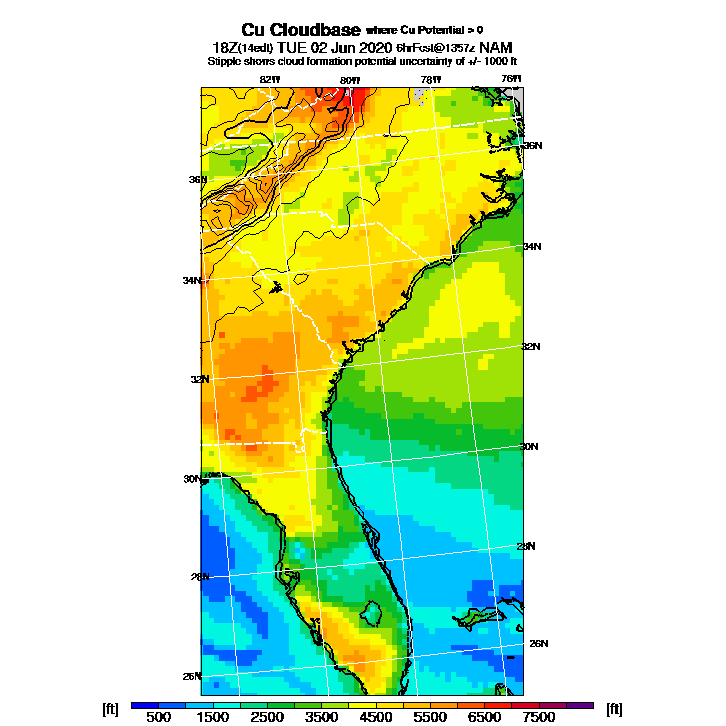 Cu Cloudbase where Cu Potential > 0
18Z(14edt) TUE 02 Jun 2020 6hrFcst@1357z NAM
Stipple shows cloud formation potential uncertainty of +/- 1000 ft
82W 80W 78W 76W
36N
36N
34N
34N
32N
32N
30N
30N
28N
28N
26N
26N
[ft] 500 1500 2500 3500 4500 5500 6500 7500 [ft]